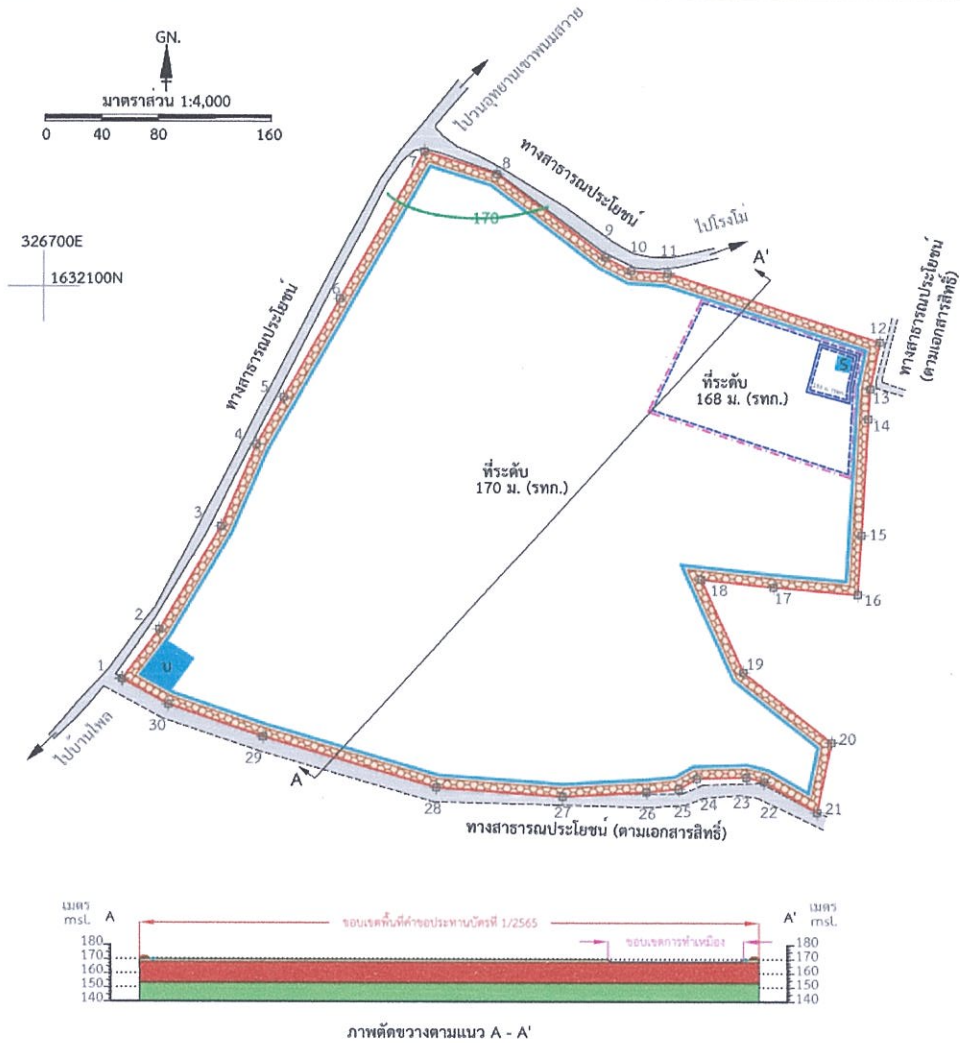 GN.
มาตราส่วน 1:4,000
0 40 80 160
326700E
1632100N
ไปวนอุทยานเขาพนมสวาย
ทางสาธารณประโยชน์
ไปโรงโม่
ทางสาธารณประโยชน์
(ตามเอกสารสิทธิ์)
ทางสาธารณประโยชน์
170
7
8
9
10
11
A'
12
13
14
6
5
4
3
2
1
S
ที่ระดับ
168 ม. (รทก.)
ที่ระดับ
170 ม. (รทก.)
15
16
17
18
19
20
21
22
23
24
25
26
27
28
29
30
U
A
ไปบ้านไพล
ทางสาธารณประโยชน์ (ตามเอกสารสิทธิ์)
เมตร
msl.
A
ขอบเขตพื้นที่คำขอประทานบัตรที่ 1/2565
ขอบเขตการทำเหมือง
A'
เมตร
msl.
180
170
160
150
140
180
170
160
150
140
ภาพตัดขวางตามแนว A - A'